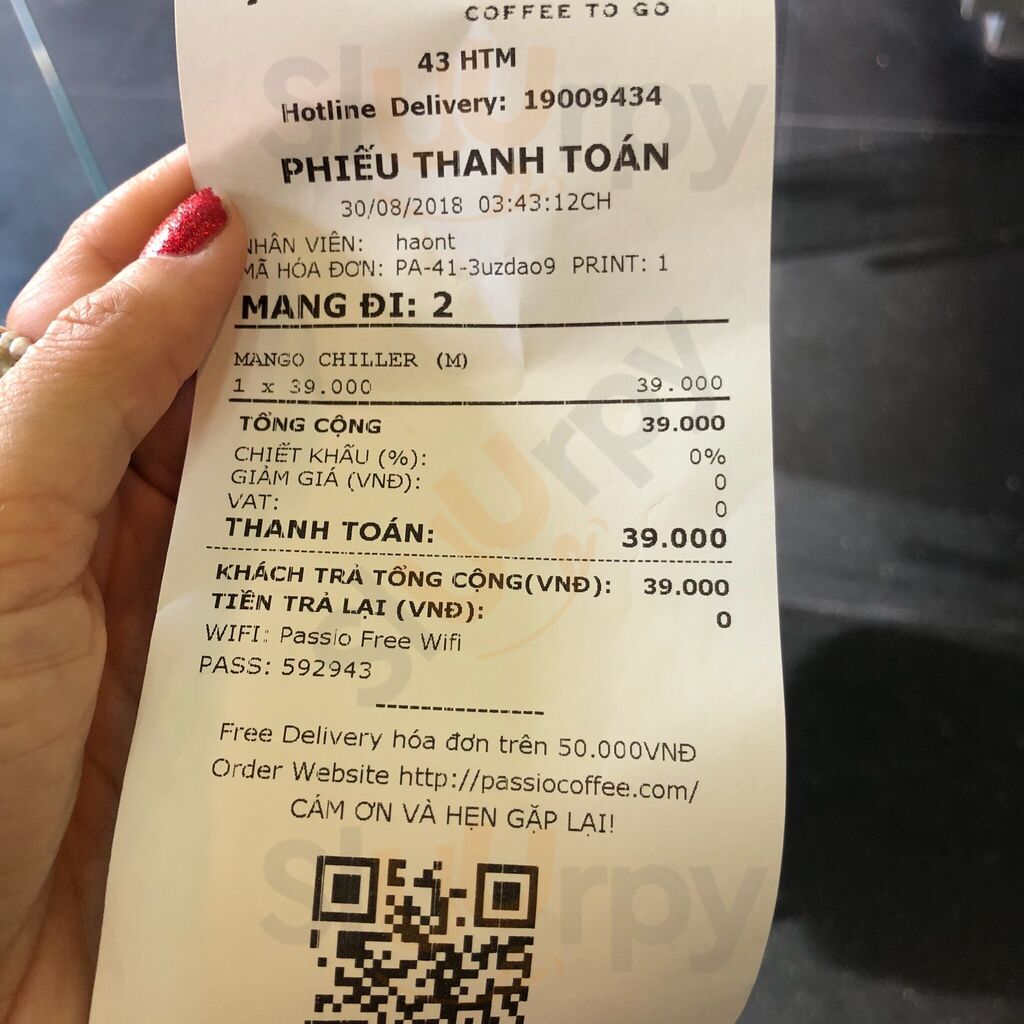 COFFEE TO GO
43 HTM
Hotline Delivery: 19009434
PHIẾU THANH TOÁN
30/08/2018 03:43:12CH
NHÂN VIÊN: haont
MÃ HÓA ĐƠN: PA-41-3uzdao9 PRINT: 1
MANG ĐI: 2
MANGO CHILLER (M)
1 x 39.000 39.000
TỔNG CỘNG 39.000
CHIẾT KHẤU (%): 0%
GIẢM GIÁ (VNĐ): 0
VAT: 0
THANH TOÁN: 39.000
KHÁCH TRẢ TỔNG CỘNG(VNĐ): 39.000
TIỀN TRẢ LẠI (VNĐ): 0
WIFI: Passio Free Wifi
PASS: 592943
Free Delivery hóa đơn trên 50.000VNĐ
Order Website http://passiocoffee.com/
CÁM ƠN VÀ HẸN GẶP LẠI!
Slurpy
Slurpy
Slurpy